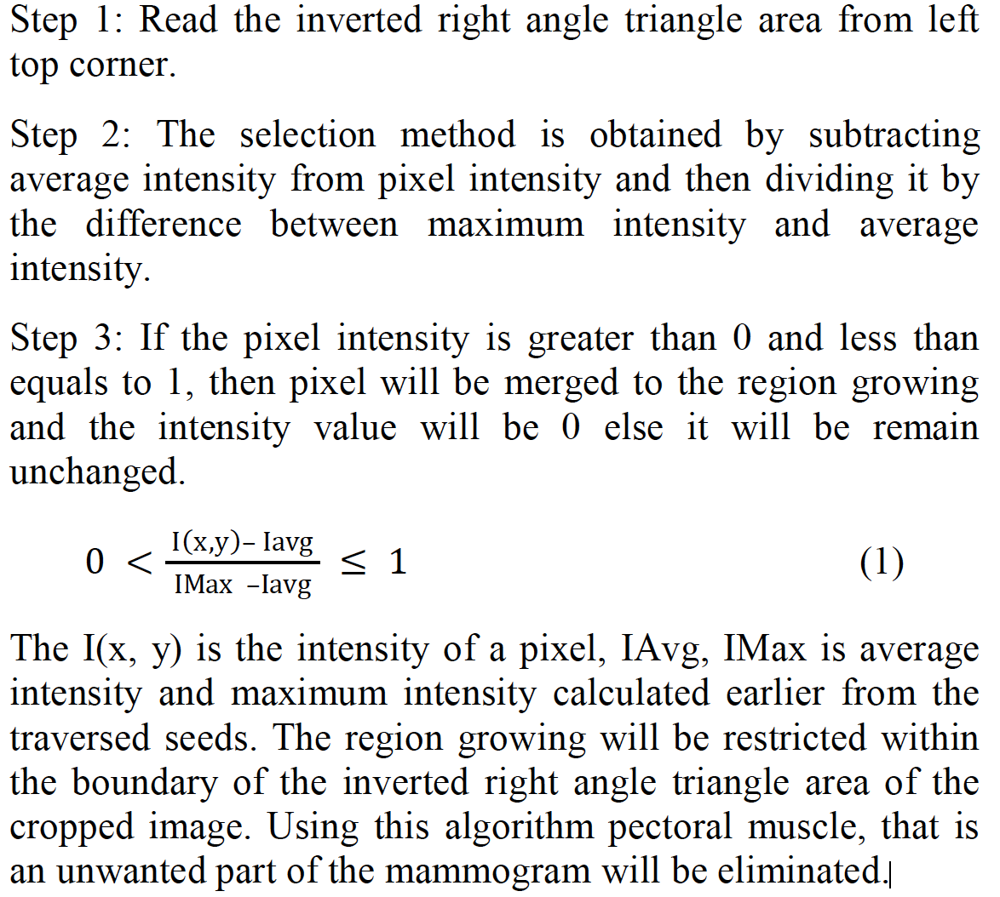 Step 1: Read the inverted right angle triangle area from left
top corner.
Step 2: The selection method is obtained by subtracting
average intensity from pixel intensity and then dividing it by
the difference between maximum intensity and average
intensity.
Step 3: If the pixel intensity is greater than 0 and less than
equals to 1, then pixel will be merged to the region growing
and the intensity value will be 0 else it will be remain
unchanged.
0 < (I(x,y)– Iavg) / (IMax –Iavg) ≤ 1 (1)
The I(x, y) is the intensity of a pixel, IAvg, IMax is average
intensity and maximum intensity calculated earlier from the
traversed seeds. The region growing will be restricted within
the boundary of the inverted right angle triangle area of the
cropped image. Using this algorithm pectoral muscle, that is
an unwanted part of the mammogram will be eliminated.